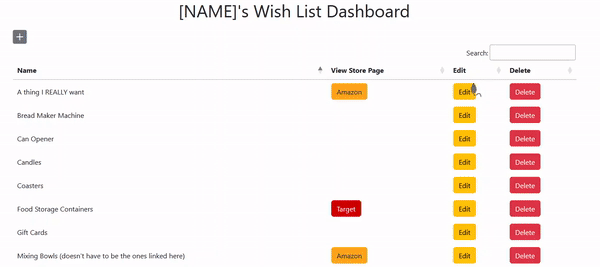 [NAME]'s Wish List Dashboard
+
Search:
Name View Store Page Edit Delete
A thing I REALLY want Amazon Edit Delete
Bread Maker Machine Edit Delete
Can Opener Edit Delete
Candles Edit Delete
Coasters Edit Delete
Food Storage Containers Target Edit Delete
Gift Cards Edit Delete
Mixing Bowls (doesn't have to be the ones linked here) Amazon Edit Delete